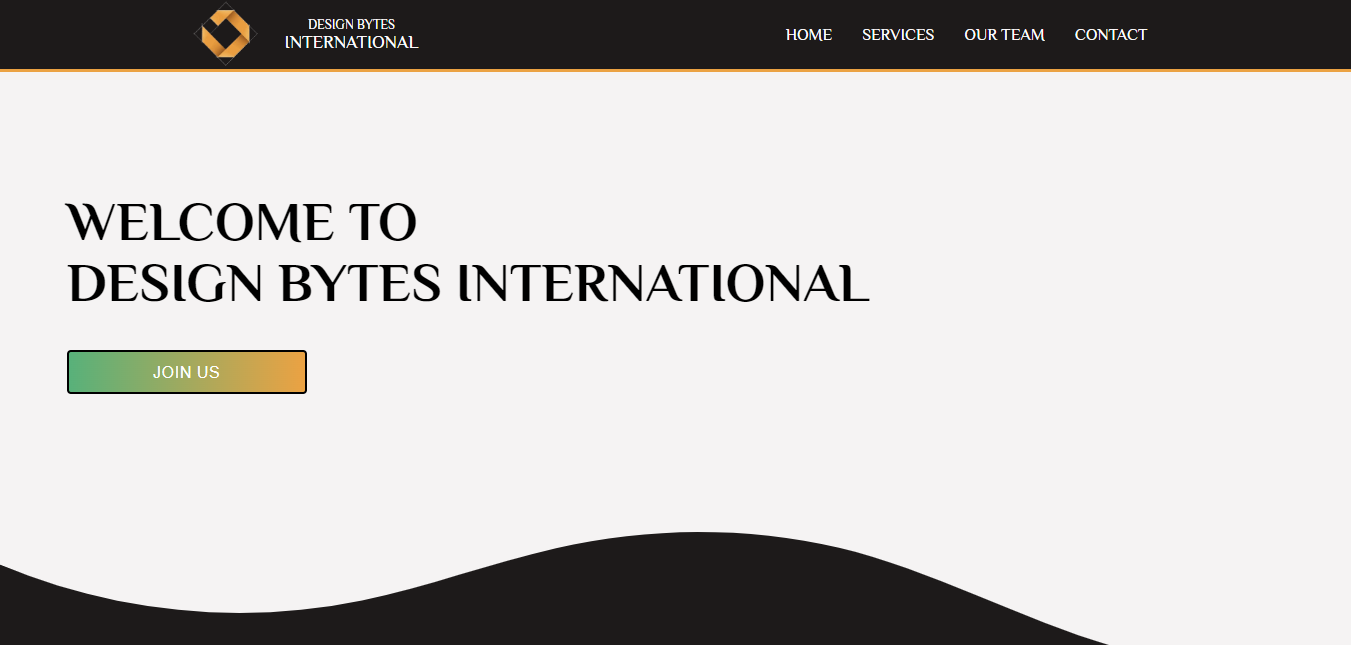 DESIGN BYTES
INTERNATIONAL
HOME SERVICES OUR TEAM CONTACT
WELCOME TO
DESIGN BYTES INTERNATIONAL
JOIN US